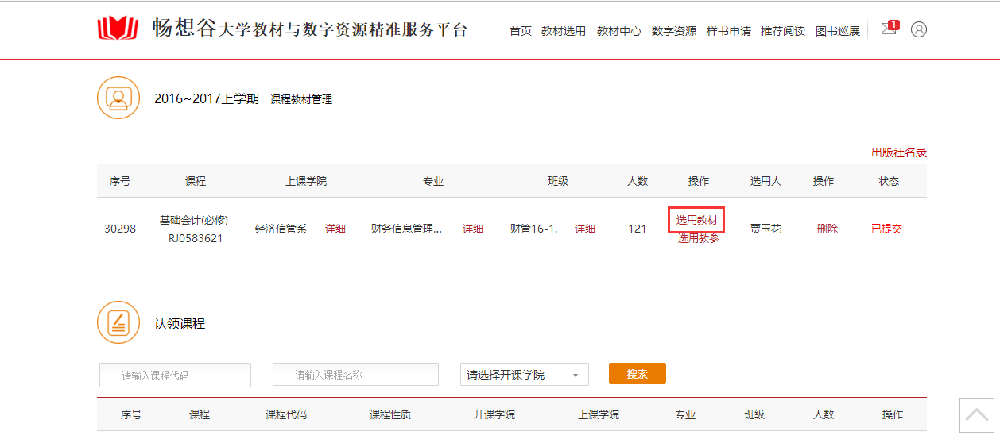 畅想谷大学教材与数字资源精准服务平台
首页 教材选用 教材中心 数字资源 样书申请 推荐阅读 图书巡展 1
2016~2017上学期 课程教材管理
出版社名录
序号 课程 上课学院 专业 班级 人数 操作 选用人 操作 状态
30298 基础会计(必修) RJ0583621 经济信管系 详细 财务信息管理... 详细 财管16-1. 详细 121 选用教材 选用教参 贾玉花 删除 已提交
认领课程
请输入课程代码 请输入课程名称 请选择开课学院 搜索
序号 课程 课程代码 课程性质 开课学院 上课学院 专业 班级 人数 操作